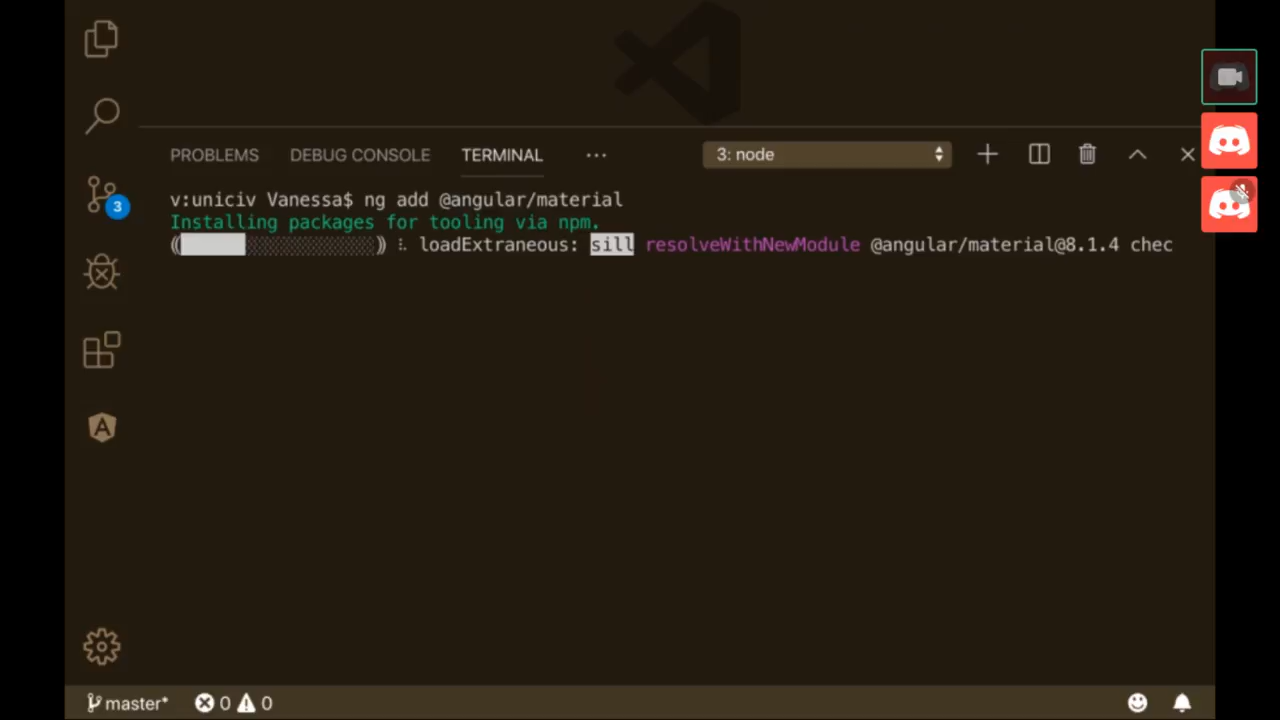 PROBLEMS DEBUG CONSOLE TERMINAL ... 3: node
v:uniciv Vanessa$ ng add @angular/material
Installing packages for tooling via npm.
3
(( )) ⠸ loadExtraneous: sill resolveWithNewModule @angular/material@8.1.4 chec
master* 0 0